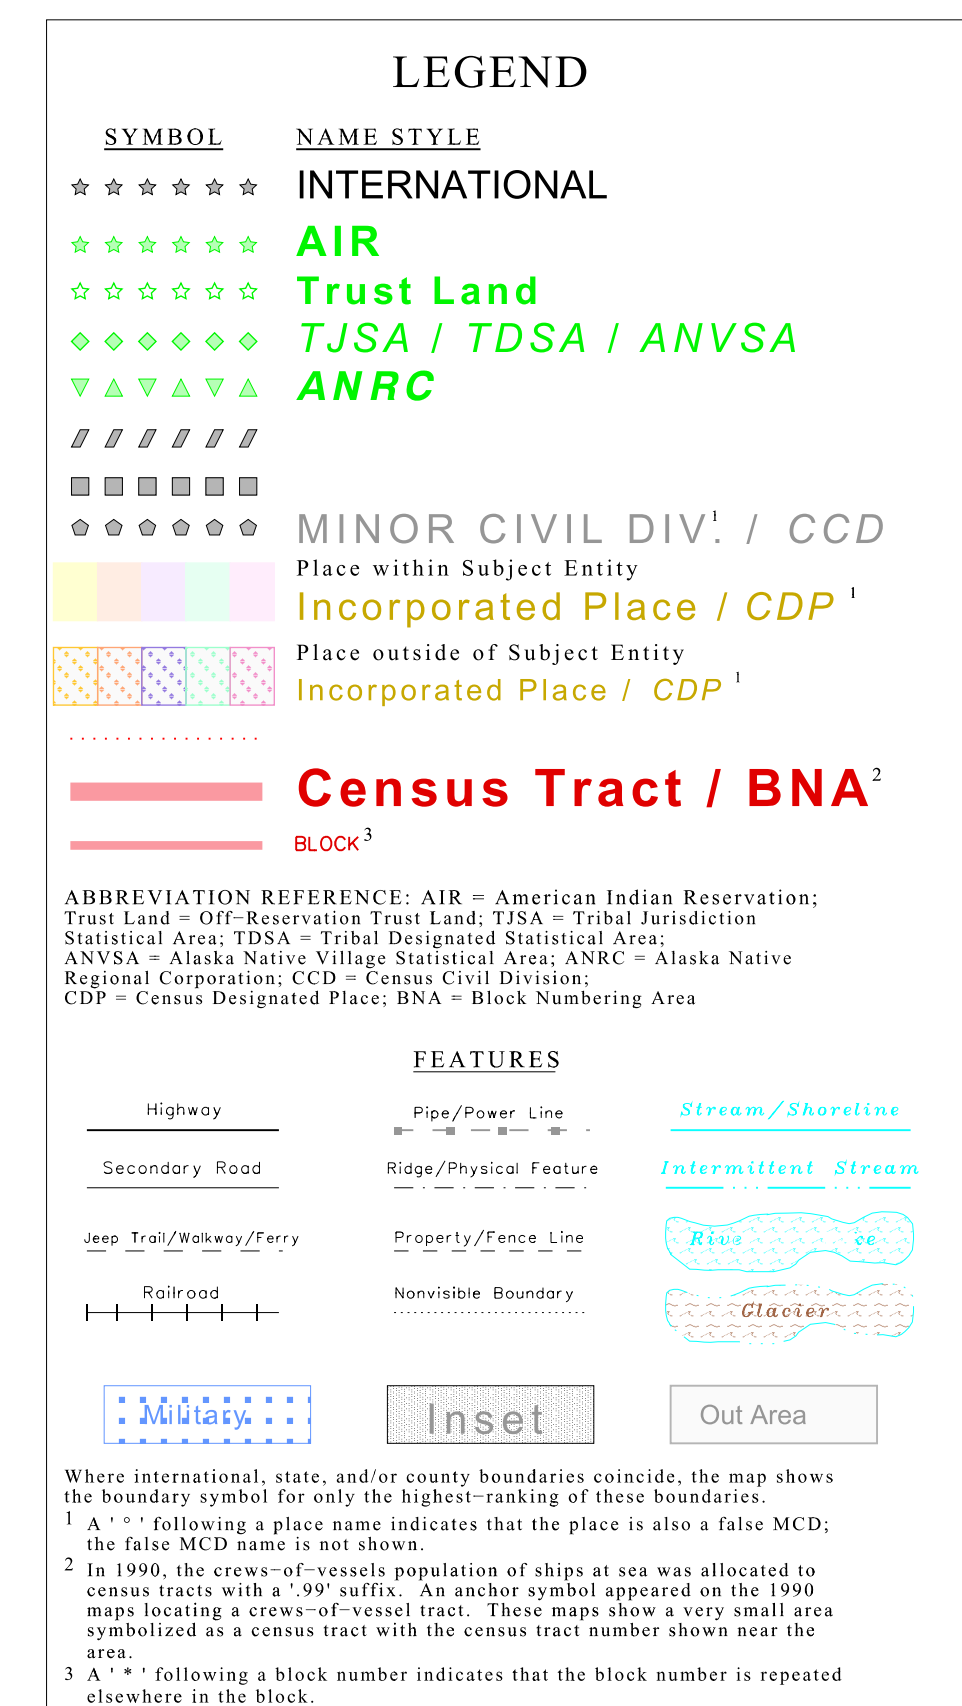 LEGEND
SYMBOL NAME STYLE
INTERNATIONAL
AIR
Trust Land
TJSA / TDSA / ANVSA
ANRC
MINOR CIVIL DIV.¹ / CCD
Place within Subject Entity
Incorporated Place / CDP ¹
Place outside of Subject Entity
Incorporated Place / CDP ¹
Census Tract / BNA²
BLOCK³
ABBREVIATION REFERENCE: AIR = American Indian Reservation;
Trust Land = Off−Reservation Trust Land; TJSA = Tribal Jurisdiction
Statistical Area; TDSA = Tribal Designated Statistical Area;
ANVSA = Alaska Native Village Statistical Area; ANRC = Alaska Native
Regional Corporation; CCD = Census Civil Division;
CDP = Census Designated Place; BNA = Block Numbering Area
FEATURES
Highway Pipe/Power Line Stream/Shoreline
Secondary Road Ridge/Physical Feature Intermittent Stream
Jeep Trail/Walkway/Ferry Property/Fence Line
Railroad Nonvisible Boundary Glacier
Military Inset Out Area
Where international, state, and/or county boundaries coincide, the map shows
the boundary symbol for only the highest−ranking of these boundaries.
1 A ' ° ' following a place name indicates that the place is also a false MCD;
the false MCD name is not shown.
2 In 1990, the crews−of−vessels population of ships at sea was allocated to
census tracts with a '.99' suffix. An anchor symbol appeared on the 1990
maps locating a crews−of−vessel tract. These maps show a very small area
symbolized as a census tract with the census tract number shown near the
area.
3 A ' * ' following a block number indicates that the block number is repeated
elsewhere in the block.